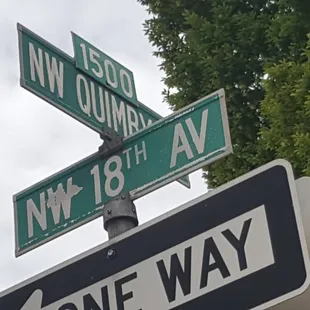 1500
NW QUIMBY
NW 18TH AV
ONE WAY